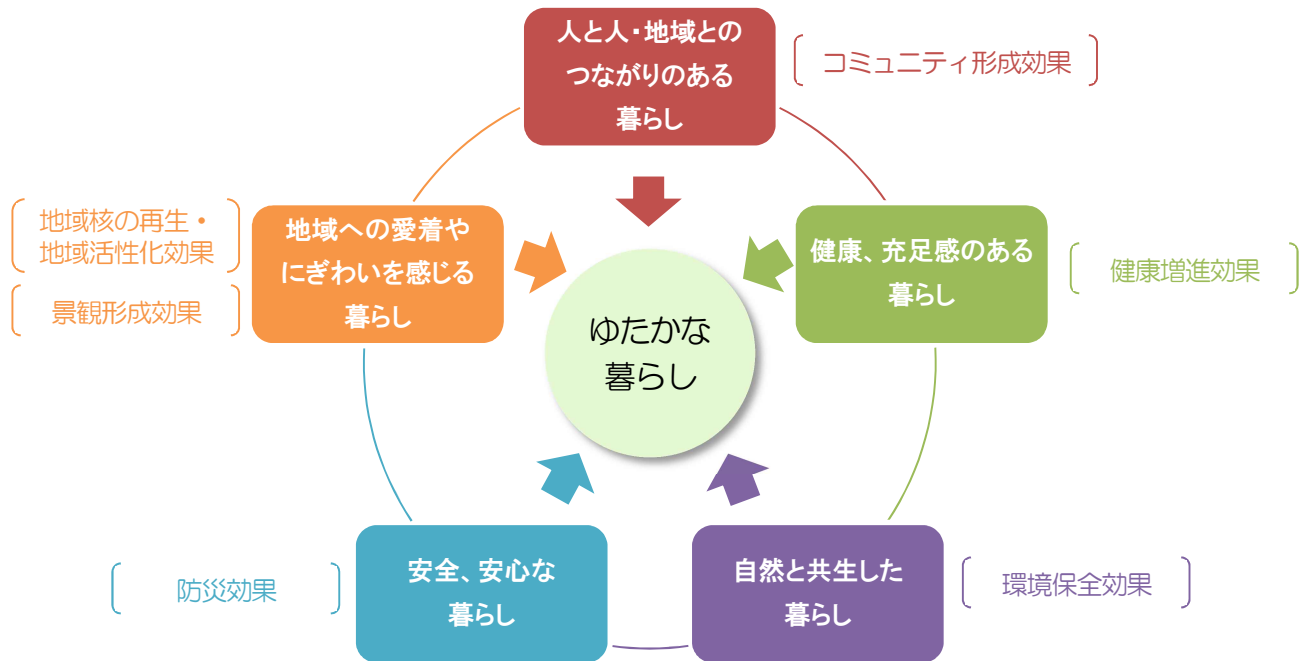 人と人・地域との
つながりのある
暮らし
コミュニティ形成効果
地域核の再生・
地域活性化効果
景観形成効果
地域への愛着や
にぎわいを感じる
暮らし
健康、充足感のある
暮らし
健康増進効果
ゆたかな
暮らし
防災効果
安全、安心な
暮らし
自然と共生した
暮らし
環境保全効果